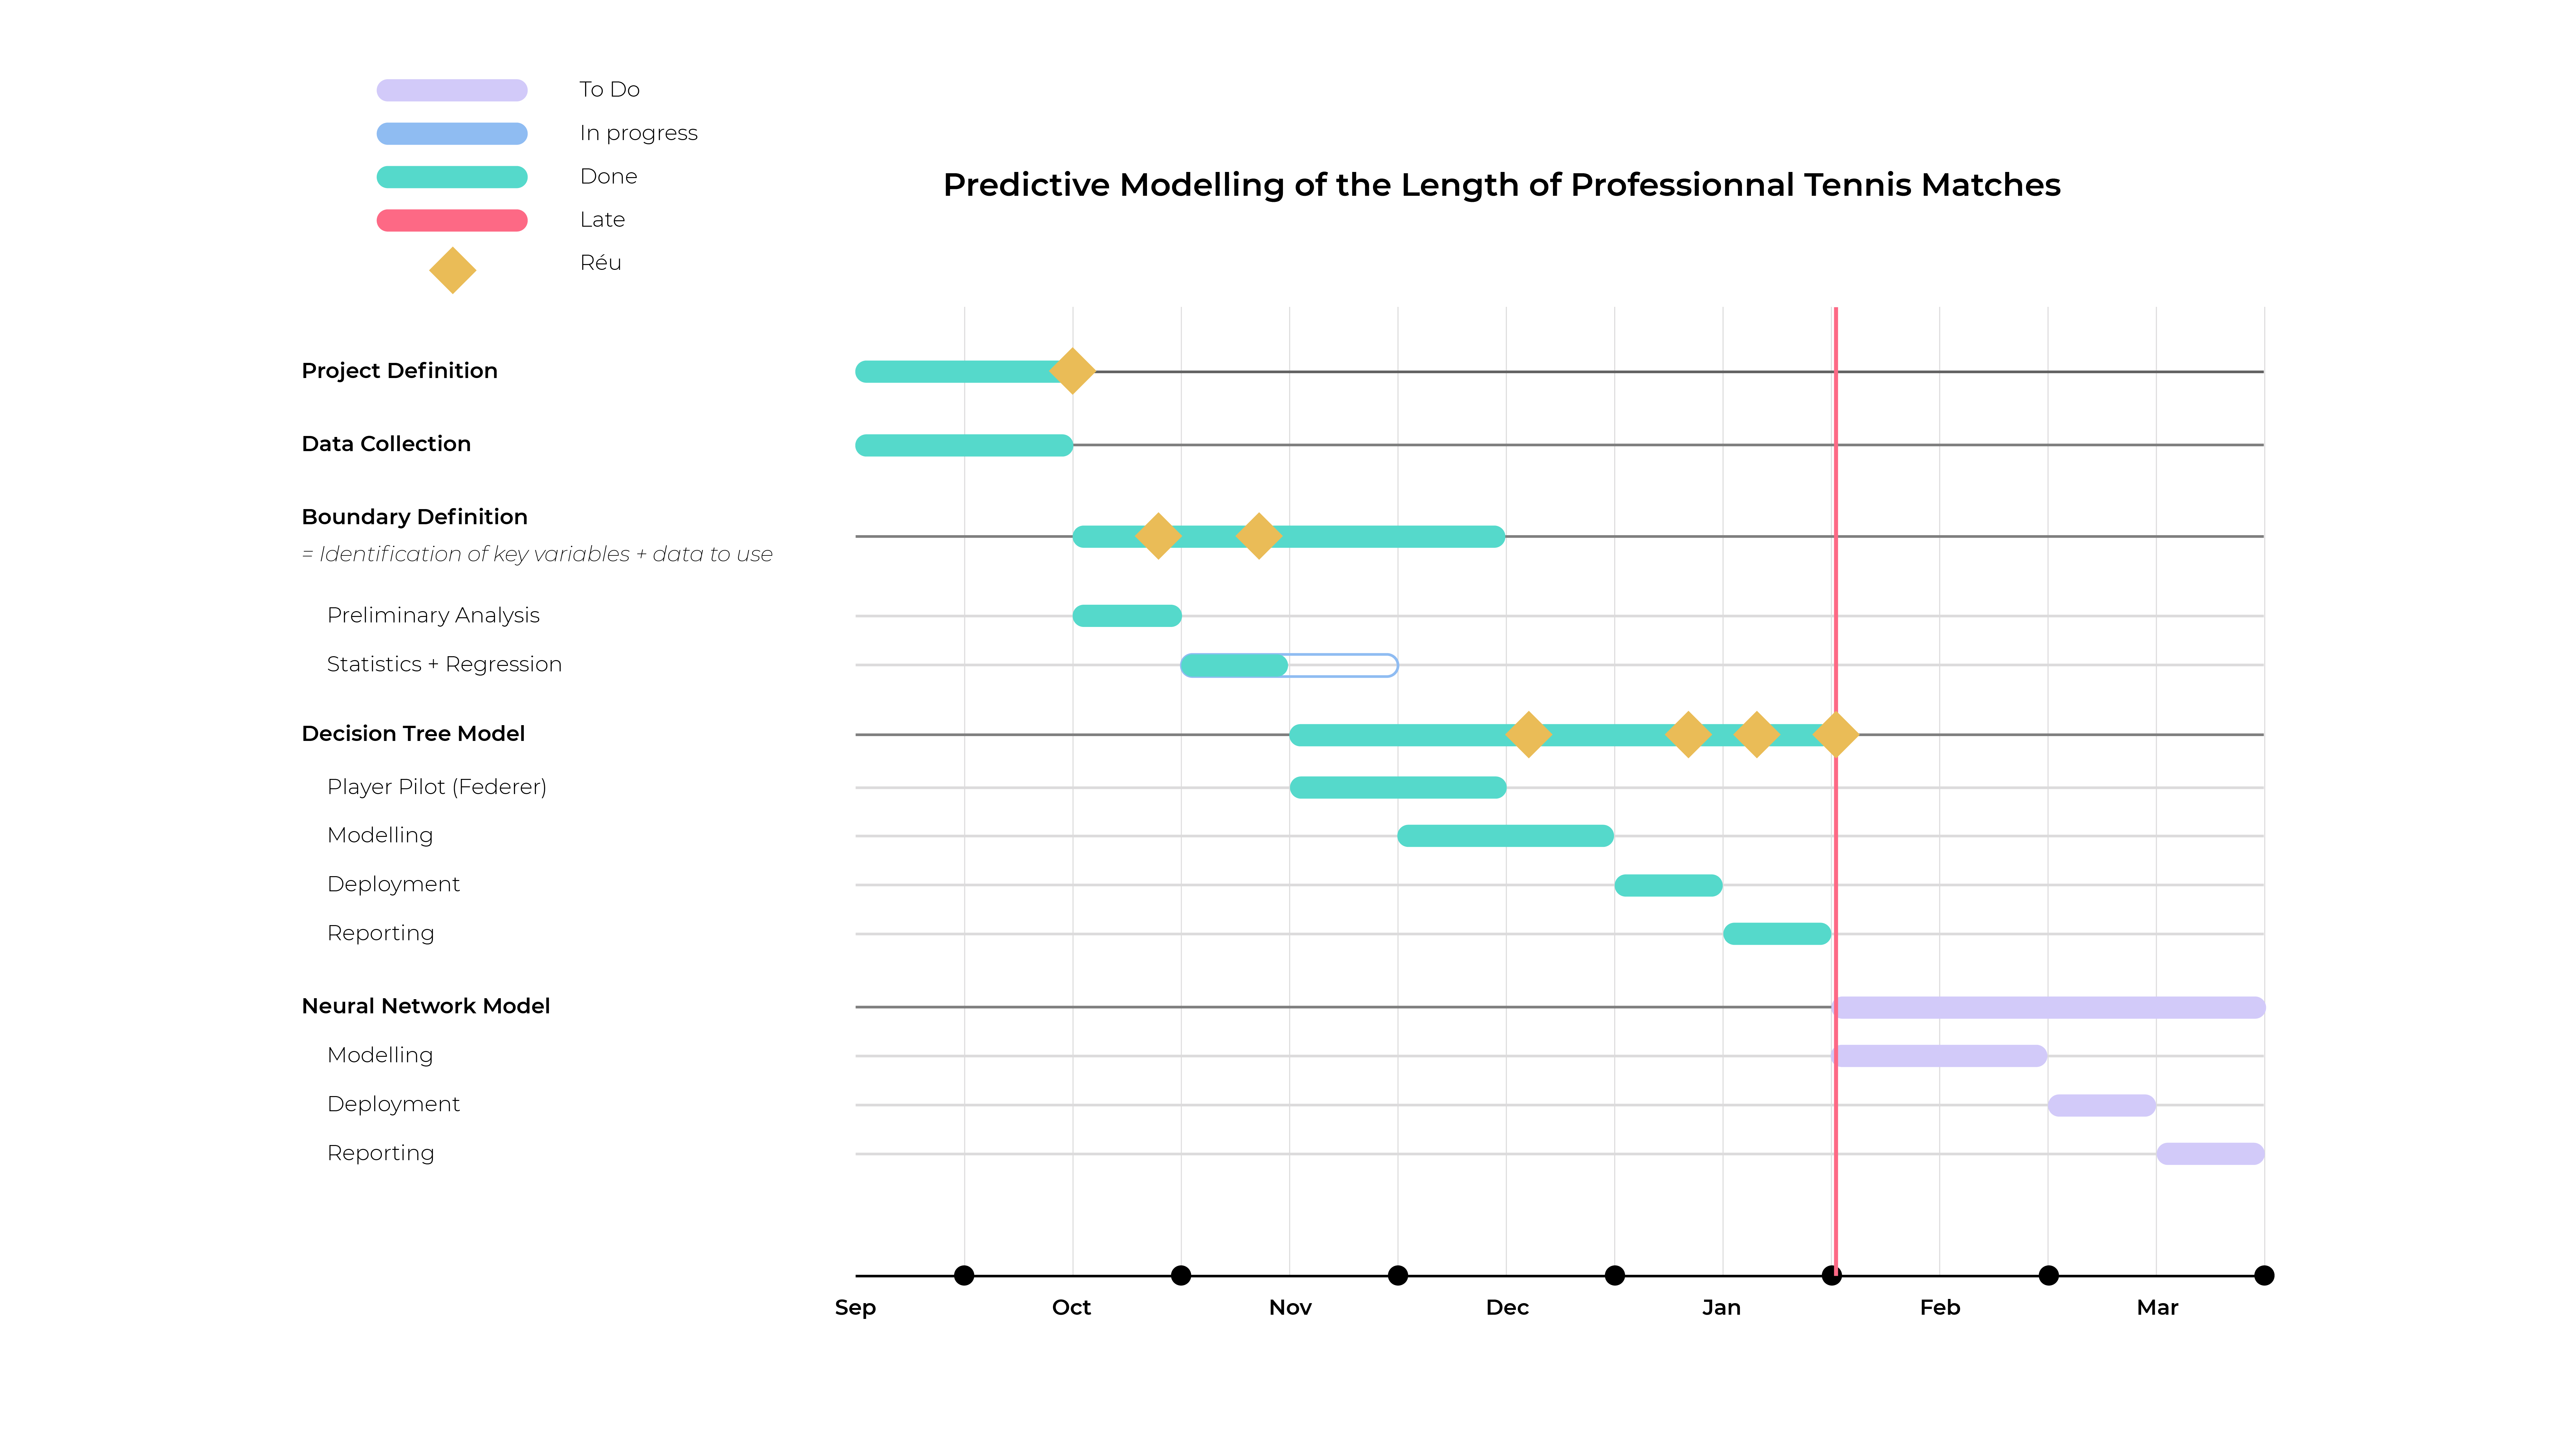 To Do
In progress
Done
Late
Réu
Predictive Modelling of the Length of Professionnal Tennis Matches
Project Definition
Data Collection
Boundary Definition
= Identification of key variables + data to use
Preliminary Analysis
Statistics + Regression
Decision Tree Model
Player Pilot (Federer)
Modelling
Deployment
Reporting
Neural Network Model
Modelling
Deployment
Reporting
Sep Oct Nov Dec Jan Feb Mar